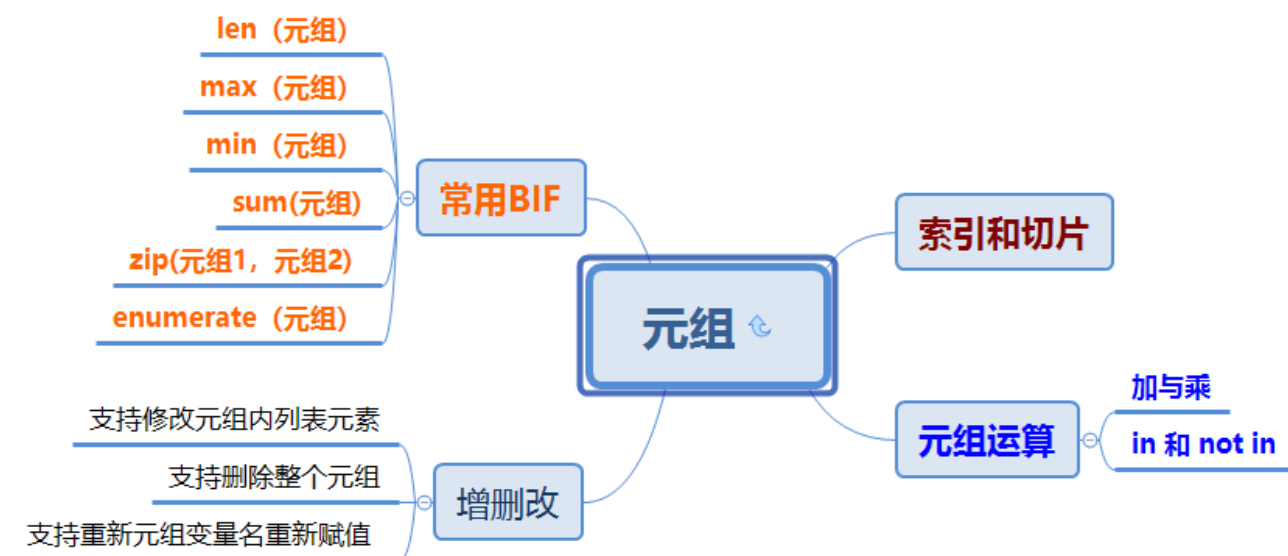 len（元组）
max（元组）
min（元组）
sum(元组)
zip(元组1，元组2)
enumerate（元组）
常用BIF
支持修改元组内列表元素
支持删除整个元组
支持重新元组变量名重新赋值
增删改
元组
索引和切片
元组运算
加与乘
in 和 not in